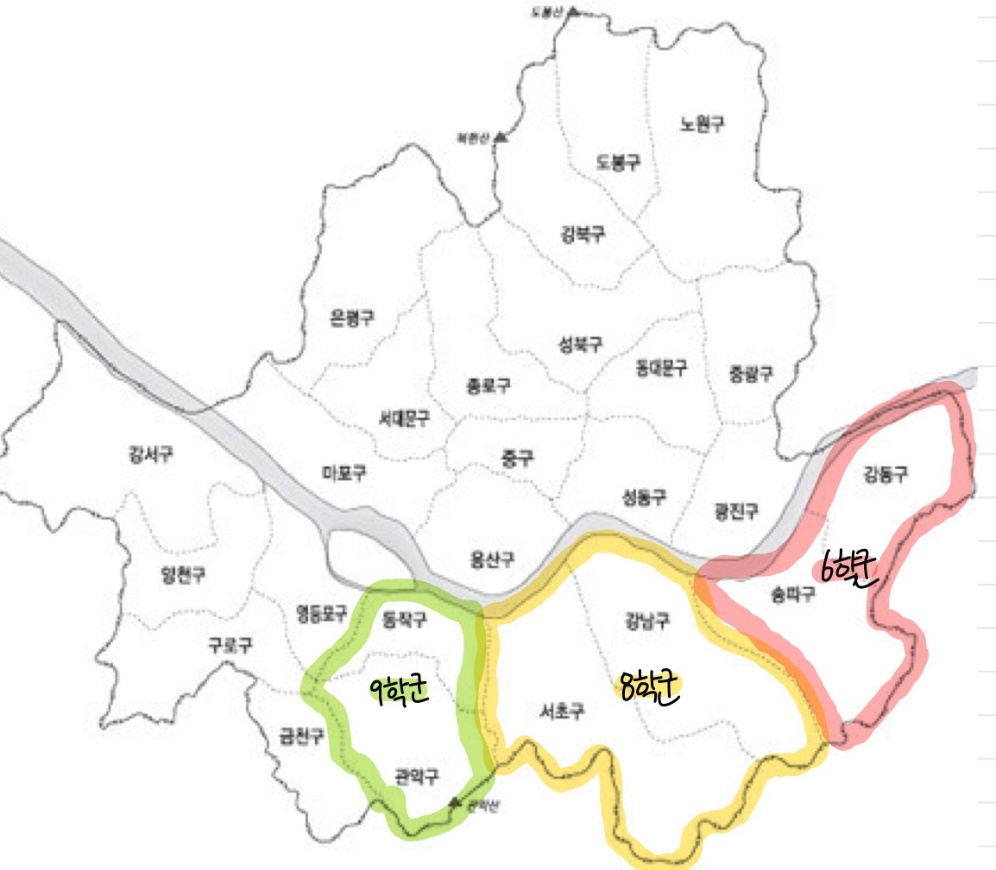 도봉산
북한산
노원구
도봉구
강북구
은평구
성북구
동대문구
중랑구
종로구
서대문구
강서구
마포구
중구
강동구
성동구
광진구
용산구
6학군
양천구
송파구
영등포구
동작구
강남구
구로구
9학군
8학군
서초구
금천구
관악구
관악산